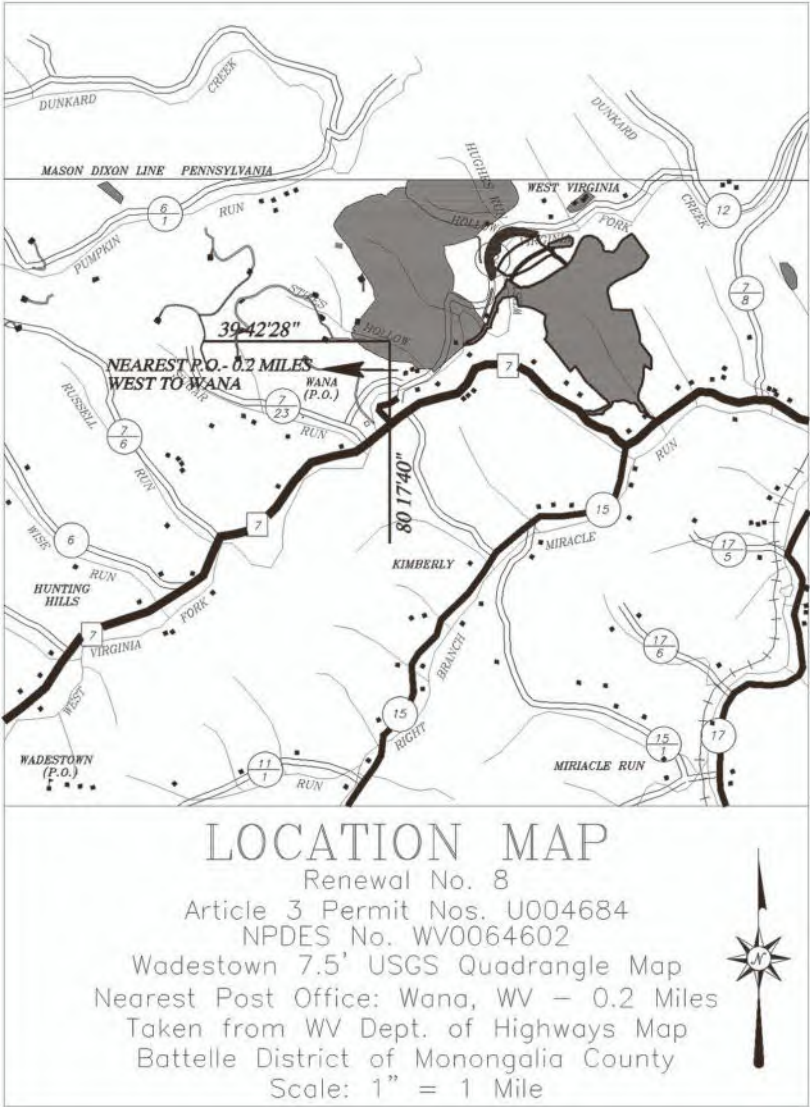 DUNKARD
CREEK
DUNKARD
CREEK
MASON DIXON LINE PENNSYLVANIA
WEST VIRGINIA
HUGHES RUN
HOLLOW
FORK
VIRGINIA
6
1
RUN
PUMPKIN
12
7
8
STILES
HOLLOW
39 42'28"
NEAREST P.O.- 0.2 MILES
WEST TO WANA
WANA
(P.O.)
7
7
23
RUN
RUSSELL
7
6
RUN
80 17'40"
RUN
15
MIRACLE
7
6
WISE
RUN
KIMBERLY
17
5
HUNTING
HILLS
FORK
7
VIRGINIA
WEST
BRANCH
17
6
15
RIGHT
15
1
17
WADESTOWN
(P.O.)
11
1
RUN
MIRIACLE RUN
LOCATION MAP
Renewal No. 8
Article 3 Permit Nos. U004684
NPDES No. WV0064602
Wadestown 7.5' USGS Quadrangle Map
Nearest Post Office: Wana, WV – 0.2 Miles
Taken from WV Dept. of Highways Map
Battelle District of Monongalia County
Scale: 1" = 1 Mile
N